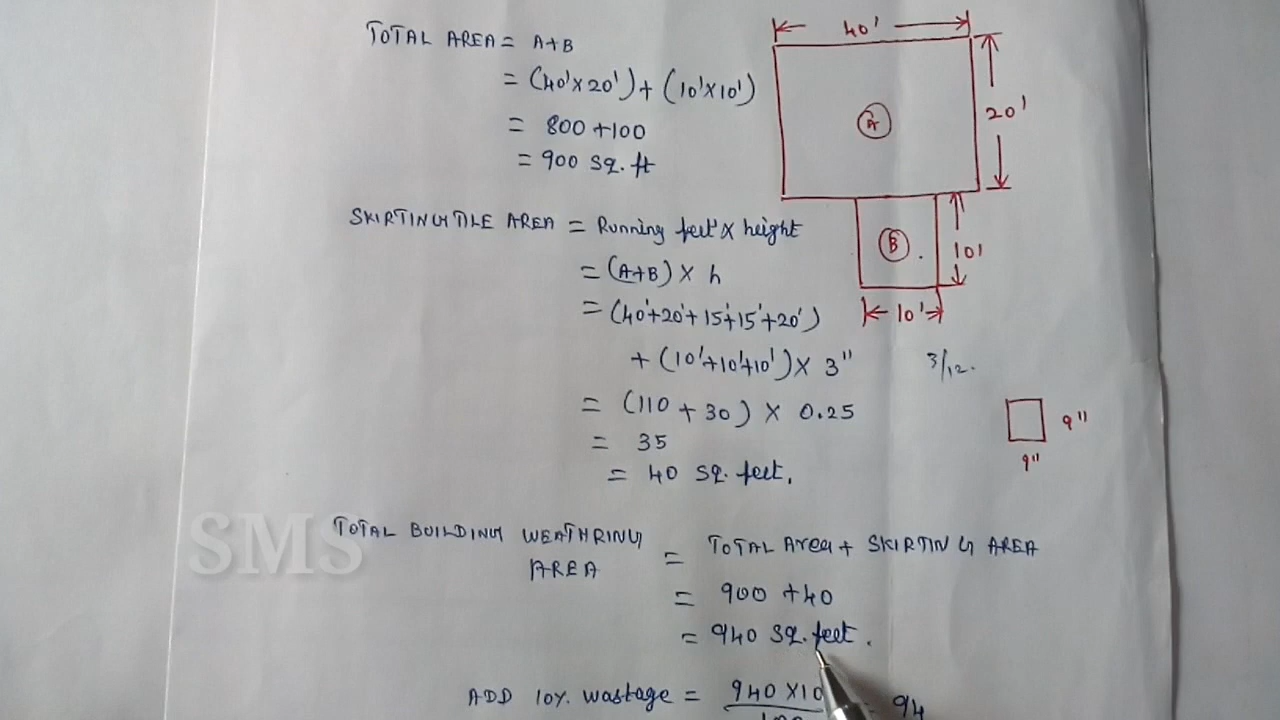 TOTAL AREA = A+B
= (40'x20') + (10'x10')
= 800 +100
= 900 SQ. ft
40'
A
20'
B
10'
10'
SKIRTING TILE AREA = Running feet x height
= (A+B) x h
= (40'+20'+15'+15'+20')
+ (10'+10'+10') x 3"
3/12.
= (110 + 30) x 0.25
= 35
= 40 SQ. feet.
9"
9"
SMS
TOTAL BUILDING WEATHRING
AREA
= TOTAL Area + SKIRTING AREA
= 900 +40
= 940 SQ. feet.
ADD 10%. wastage = 940 x10
94